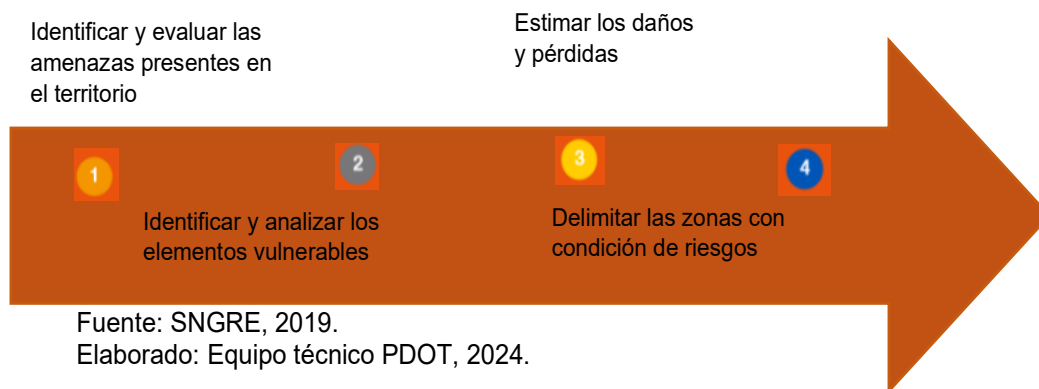 Identificar y evaluar las
amenazas presentes en
el territorio
Estimar los daños
y pérdidas
1
2
3
4
Identificar y analizar los
elementos vulnerables
Delimitar las zonas con
condición de riesgos
Fuente: SNGRE, 2019.
Elaborado: Equipo técnico PDOT, 2024.